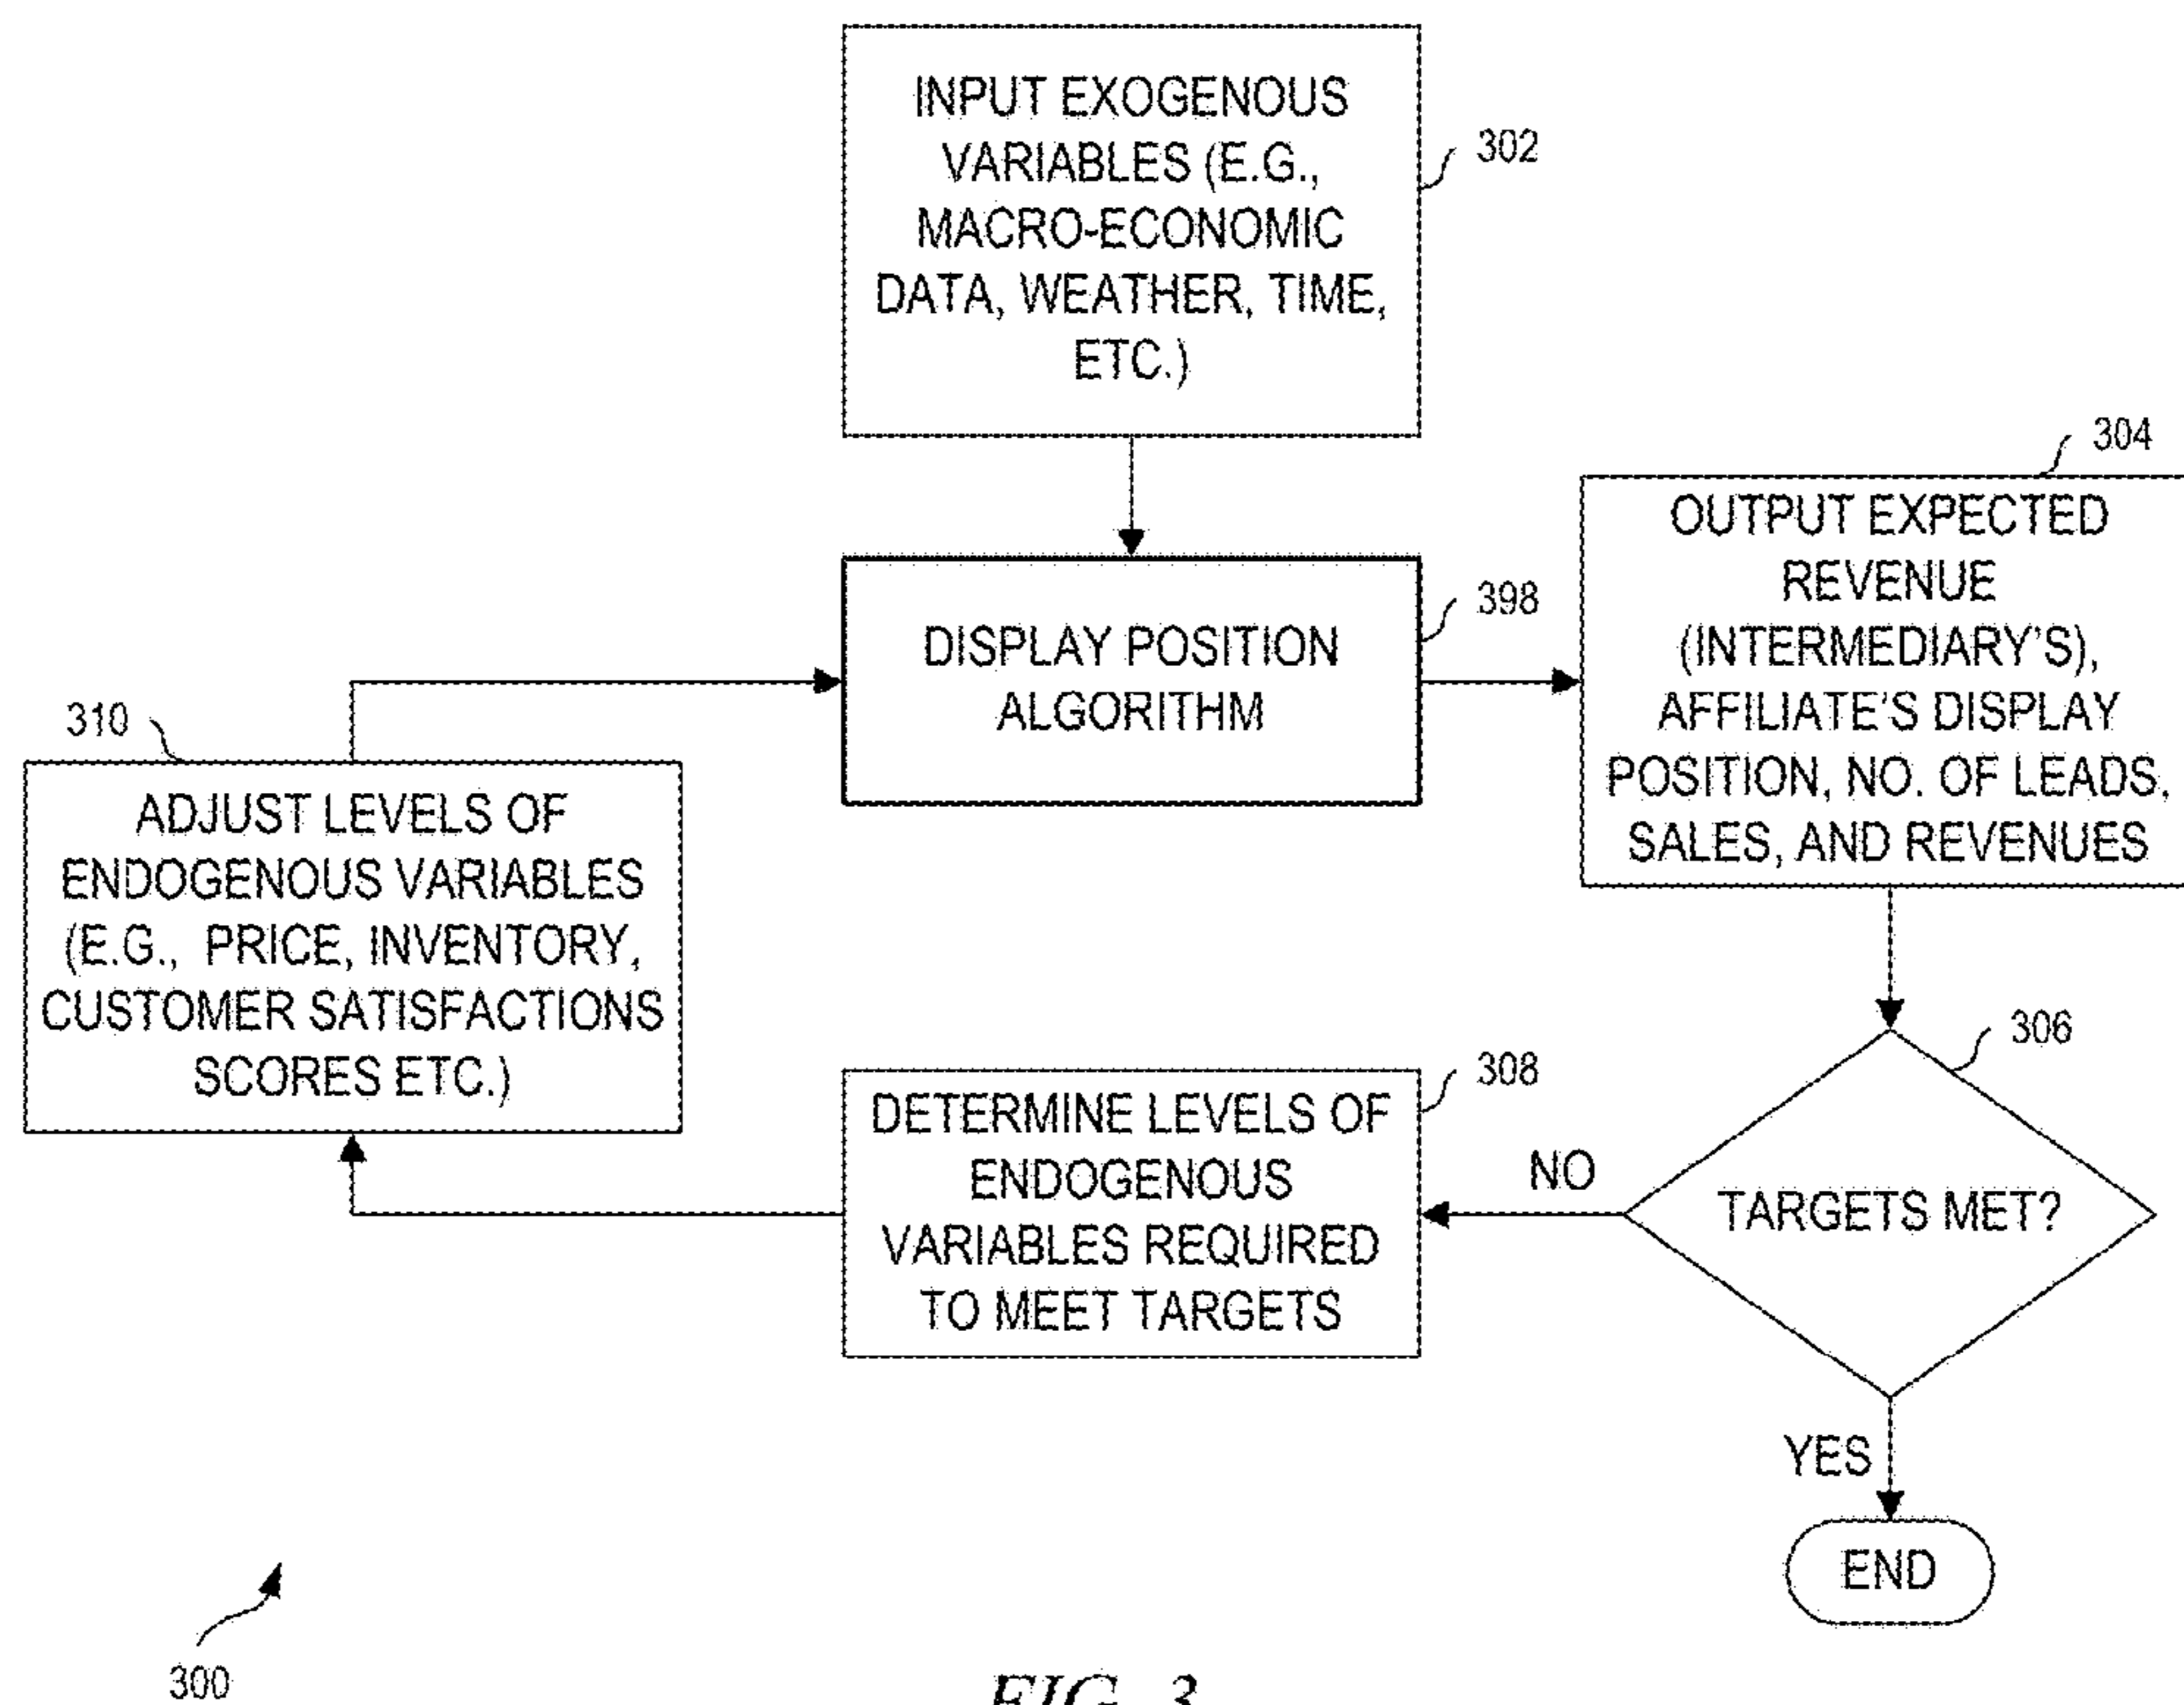 INPUT EXOGENOUS
VARIABLES (E.G.,
MACRO-ECONOMIC
DATA, WEATHER, TIME,
ETC.)
302
304
OUTPUT EXPECTED
REVENUE
(INTERMEDIARY'S),
AFFILIATE'S DISPLAY
POSITION, NO. OF LEADS,
SALES, AND REVENUES
398
DISPLAY POSITION
ALGORITHM
310
ADJUST LEVELS OF
ENDOGENOUS VARIABLES
(E.G., PRICE, INVENTORY,
CUSTOMER SATISFACTIONS
SCORES ETC.)
306
TARGETS MET?
NO
308
DETERMINE LEVELS OF
ENDOGENOUS
VARIABLES REQUIRED
TO MEET TARGETS
YES
END
300
FIG. 3